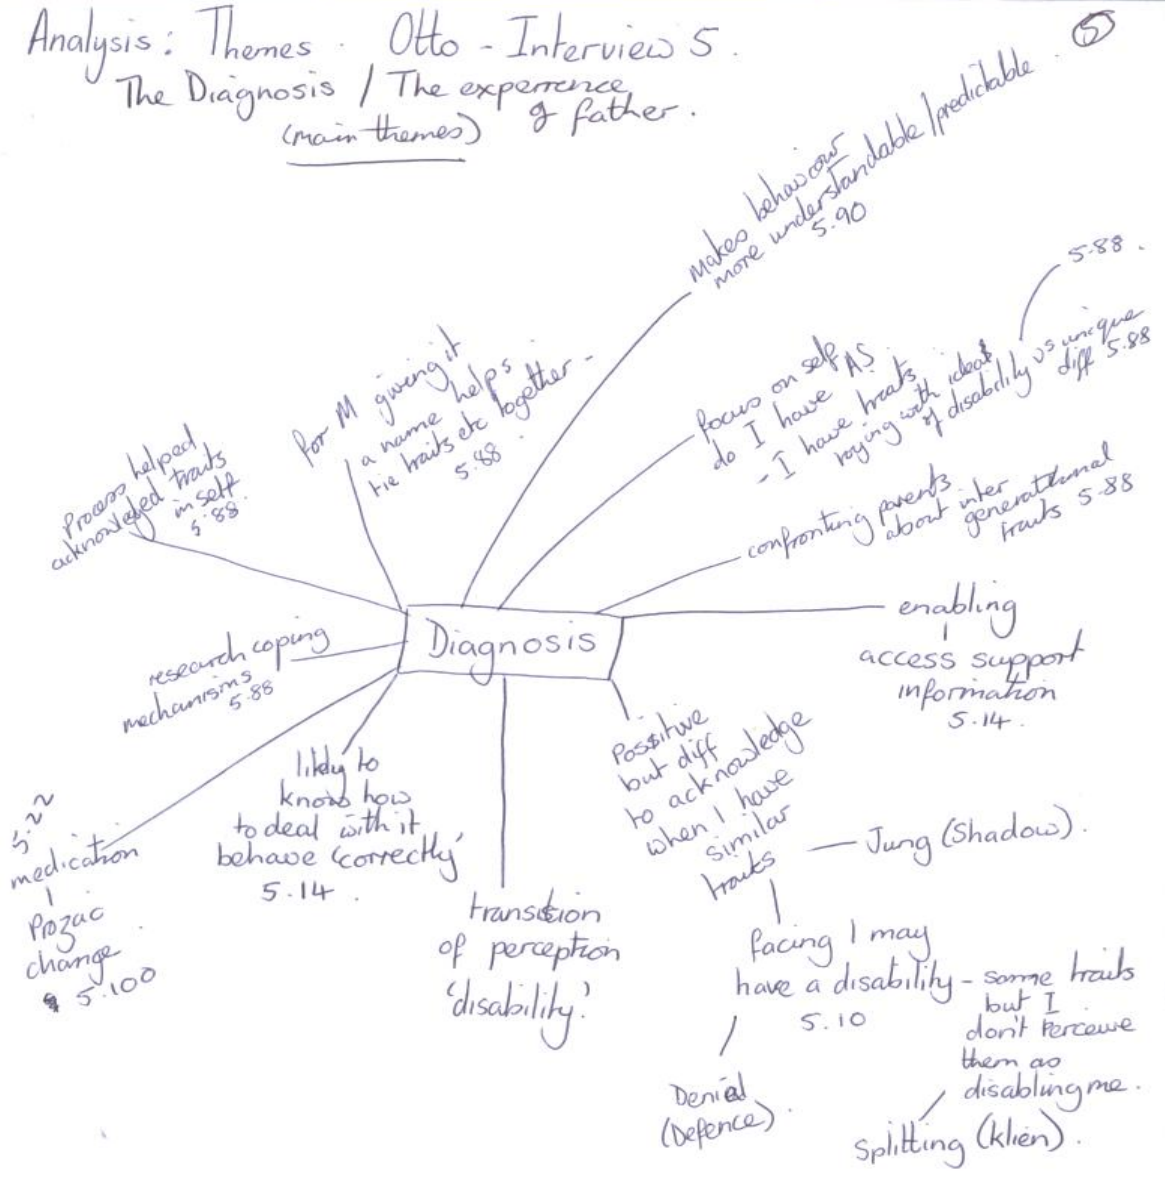 Analysis: Themes. Otto - Interview 5.
5
The Diagnosis / The experience
of father.
(main themes)
makes behaviour
more understandable/predictable.
5.90
5.88.
focus on self
do I have AS
- I have traits
toying with ideas
of disability vs unique
diff 5.88
confronting parents
about inter
generational
traits 5.88
enabling
access support
information
5.14.
for M giving it
a name helps
tie traits etc together -
5.88.
Process helped
acknowledged traits
in self
5.88.
Diagnosis
research coping
mechanisms
5.88
5.22
medication
Prozac
change
5.100
likely to
know how
to deal with it
behave 'correctly'
5.14.
transition
of perception
'disability'.
Possitive
but diff
to acknowledge
when I have
similar
traits
Jung (Shadow).
facing I may
have a disability - some traits
5.10
but I
don't perceive
them as
disabling me.
Denial
(Defence).
Splitting (Klien).